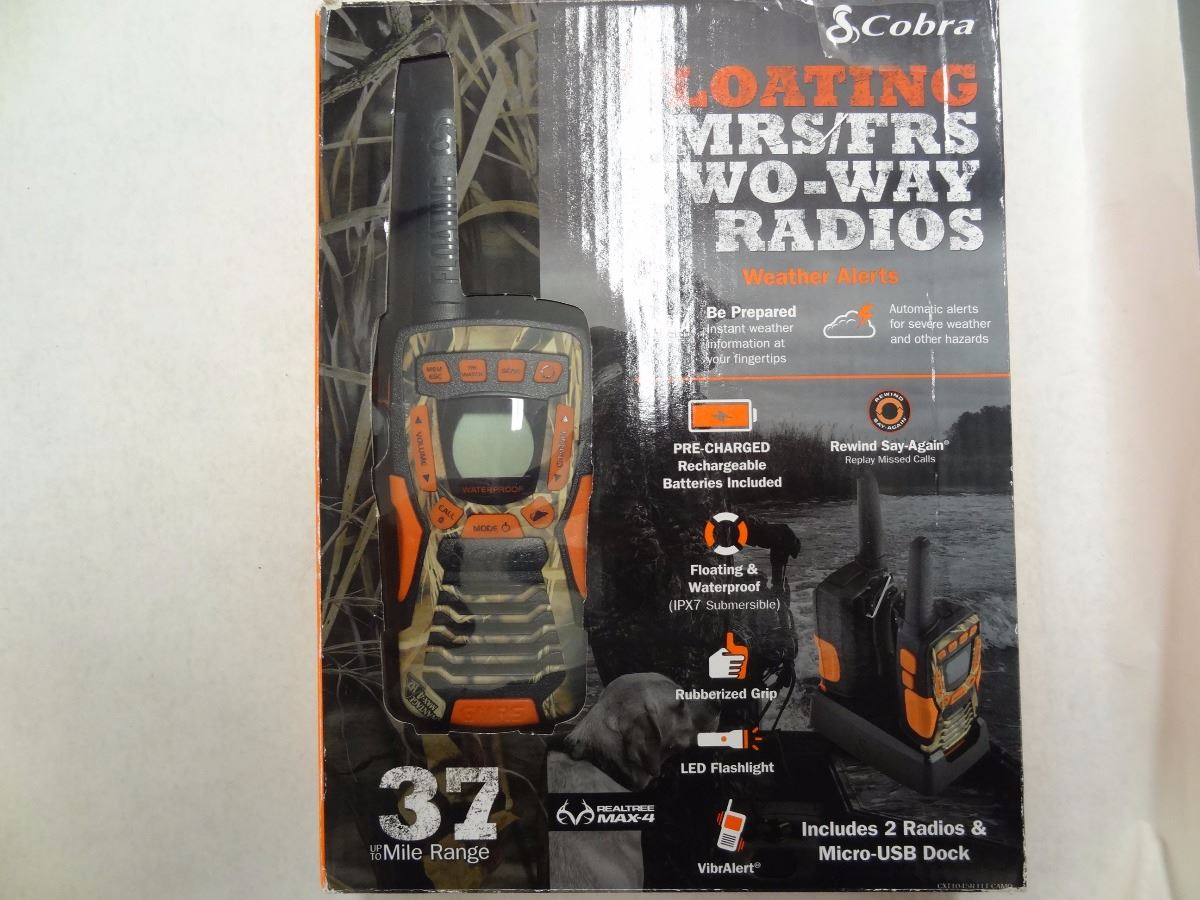 Cobra
LOATING
MRS/FRS
WO-WAY
RADIOS
Weather Alerts
Be Prepared
Instant weather
information at
your fingertips
Automatic alerts
for severe weather
and other hazards
MEM
ESC
VOLUME
CHANNEL
WATERPROOF
CALL
MODE
PRE-CHARGED
Rechargeable
Batteries Included
REWIND
SAY-AGAIN
Rewind Say-Again®
Replay Missed Calls
Floating &
Waterproof
(IPX7 Submersible)
Rubberized Grip
LED Flashlight
VibrAlert®
37
UP TO Mile Range
REALTREE
MAX-4
Includes 2 Radios &
Micro-USB Dock